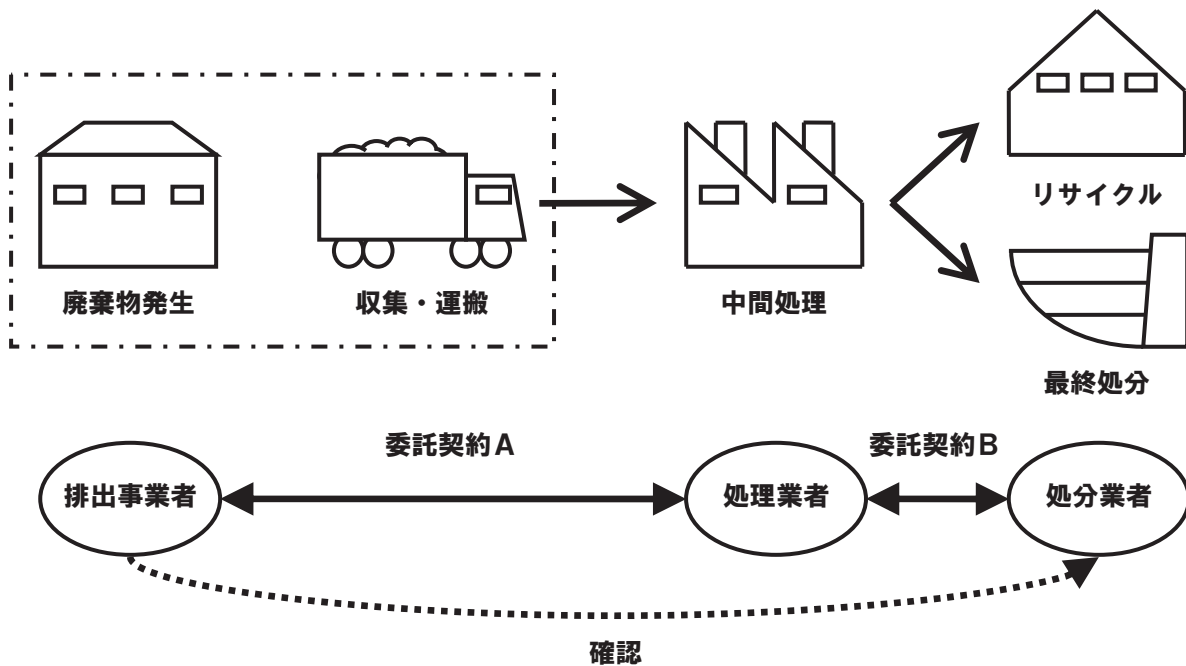 リサイクル
廃棄物発生
収集・運搬
中間処理
最終処分
委託契約A
委託契約B
排出事業者
処理業者
処分業者
確認